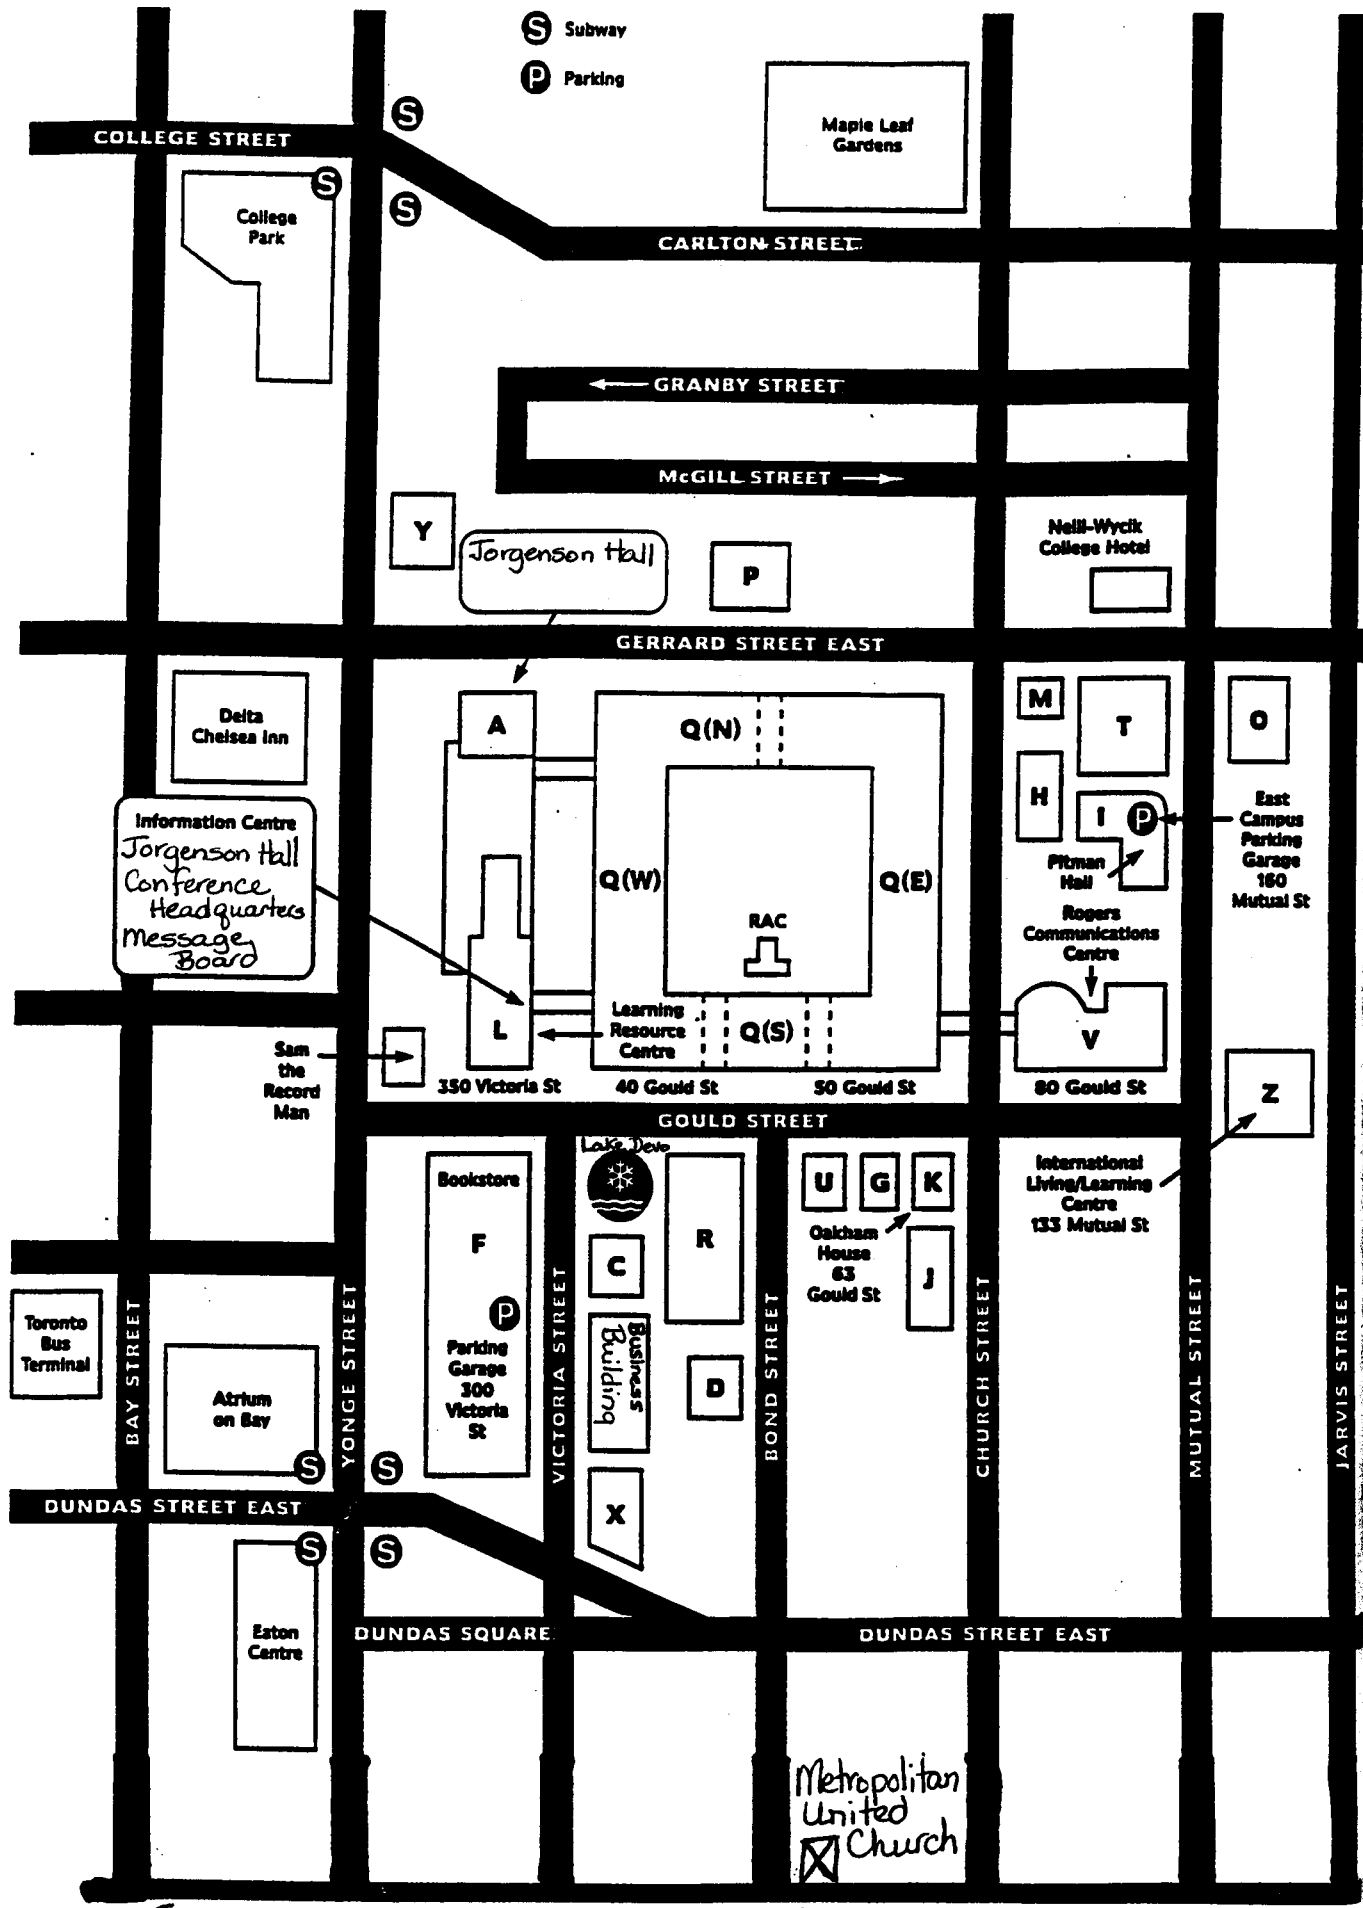 S Subway
P Parking
Maple Leaf
Gardens
S
COLLEGE STREET
S
S
College
Park
CARLTON STREET
GRANBY STREET
McGILL STREET
Y
Jorgenson Hall
P
Neill-Wycik
College Hotel
GERRARD STREET EAST
Delta
Chelsea Inn
A
Q(N)
M
T
O
H
I
P
East
Campus
Parking
Garage
160
Mutual St
Pitman
Hall
Information Centre
Jorgenson Hall
Conference
Headquarters
Message
Board
Q(W)
Q(E)
RAC
Rogers
Communications
Centre
L
Learning
Resource
Centre
Q(S)
V
Sam
the
Record
Man
350 Victoria St
40 Gould St
50 Gould St
80 Gould St
Z
GOULD STREET
Lake Devo
Bookstore
F
P
Parking
Garage
300
Victoria
St
C
R
U
G
K
Oakham
House
63
Gould St
J
International
Living/Learning
Centre
133 Mutual St
Business
Building
D
X
Toronto
Bus
Terminal
Atrium
on Bay
S
S
BAY STREET
YONGE STREET
VICTORIA STREET
BOND STREET
CHURCH STREET
MUTUAL STREET
JARVIS STREET
DUNDAS STREET EAST
S
S
Eaton
Centre
DUNDAS SQUARE
DUNDAS STREET EAST
Metropolitan
United
Church